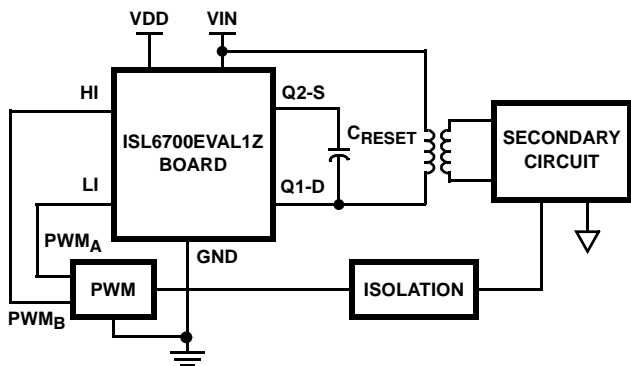 VDD
VIN
HI
Q2-S
ISL6700EVAL1Z
BOARD
CRESET
SECONDARY
CIRCUIT
LI
Q1-D
PWMA
GND
PWM
ISOLATION
PWMB